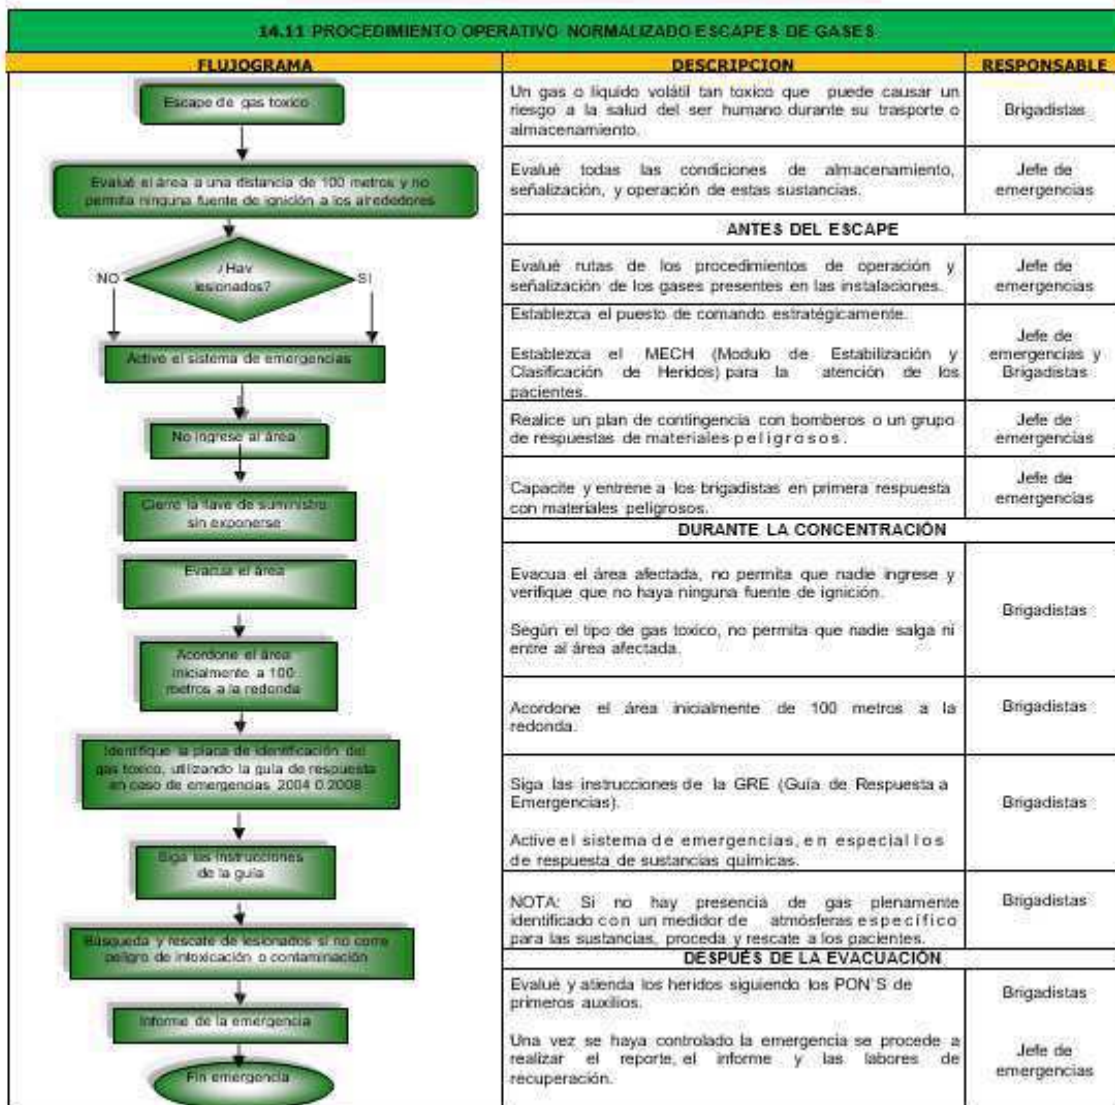 14.11 PROCEDIMIENTO OPERATIVO NORMALIZADO ESCAPES DE GASES
FLUJOGRAMA
Escape de gas toxico
Evalué el área a una distancia de 100 metros y no
permita ninguna fuente de ignición a los alrededores
¿Hay
lesionados?
NO
SI
Active el sistema de emergencias
No ingrese al área
Cierre la llave de suministro
sin exponerse
Evacua el área
Acordone el área
inicialmente a 100
metros a la redonda
Identifique la placa de identificación del
gas toxico, utilizando la guía de respuesta
en caso de emergencias 2004 0 2008
Siga las instrucciones
de la guía
Búsqueda y rescate de lesionados si no corre
peligro de intoxicación o contaminación
Informe de la emergencia
Fin emergencia
DESCRIPCION
RESPONSABLE
Un gas o líquido volátil tan toxico que puede causar un
riesgo a la salud del ser humano durante su trasporte o
almacenamiento.
Brigadistas
Evalué todas las condiciones de almacenamiento,
señalización, y operación de estas sustancias.
Jefe de
emergencias
ANTES DEL ESCAPE
Evalué rutas de los procedimientos de operación y
señalización de los gases presentes en las instalaciones.
Jefe de
emergencias
Establezca el puesto de comando estratégicamente.
Establezca el MECH (Modulo de Estabilización y
Clasificación de Heridos) para la atención de los
pacientes.
Jefe de
emergencias y
Brigadistas
Realice un plan de contingencia con bomberos o un grupo
de respuestas de materiales peligrosos.
Jefe de
emergencias
Capacite y entrene a los brigadistas en primera respuesta
con materiales peligrosos.
Jefe de
emergencias
DURANTE LA CONCENTRACIÓN
Evacua el área afectada, no permita que nadie ingrese y
verifique que no haya ninguna fuente de ignición.
Según el tipo de gas toxico, no permita que nadie salga ni
entre al área afectada.
Brigadistas
Acordone el área inicialmente de 100 metros a la
redonda.
Brigadistas
Siga las instrucciones de la GRE (Guía de Respuesta a
Emergencias).
Active el sistema de emergencias, en especial los
de respuesta de sustancias químicas.
Brigadistas
NOTA: Si no hay presencia de gas plenamente
identificado con un medidor de atmósferas específico
para las sustancias, proceda y rescate a los pacientes.
Brigadistas
DESPUÉS DE LA EVACUACIÓN
Evalué y atienda los heridos siguiendo los PON'S de
primeros auxilios.
Brigadistas
Una vez se haya controlado la emergencia se procede a
realizar el reporte, el informe y las labores de
recuperación.
Jefe de
emergencias